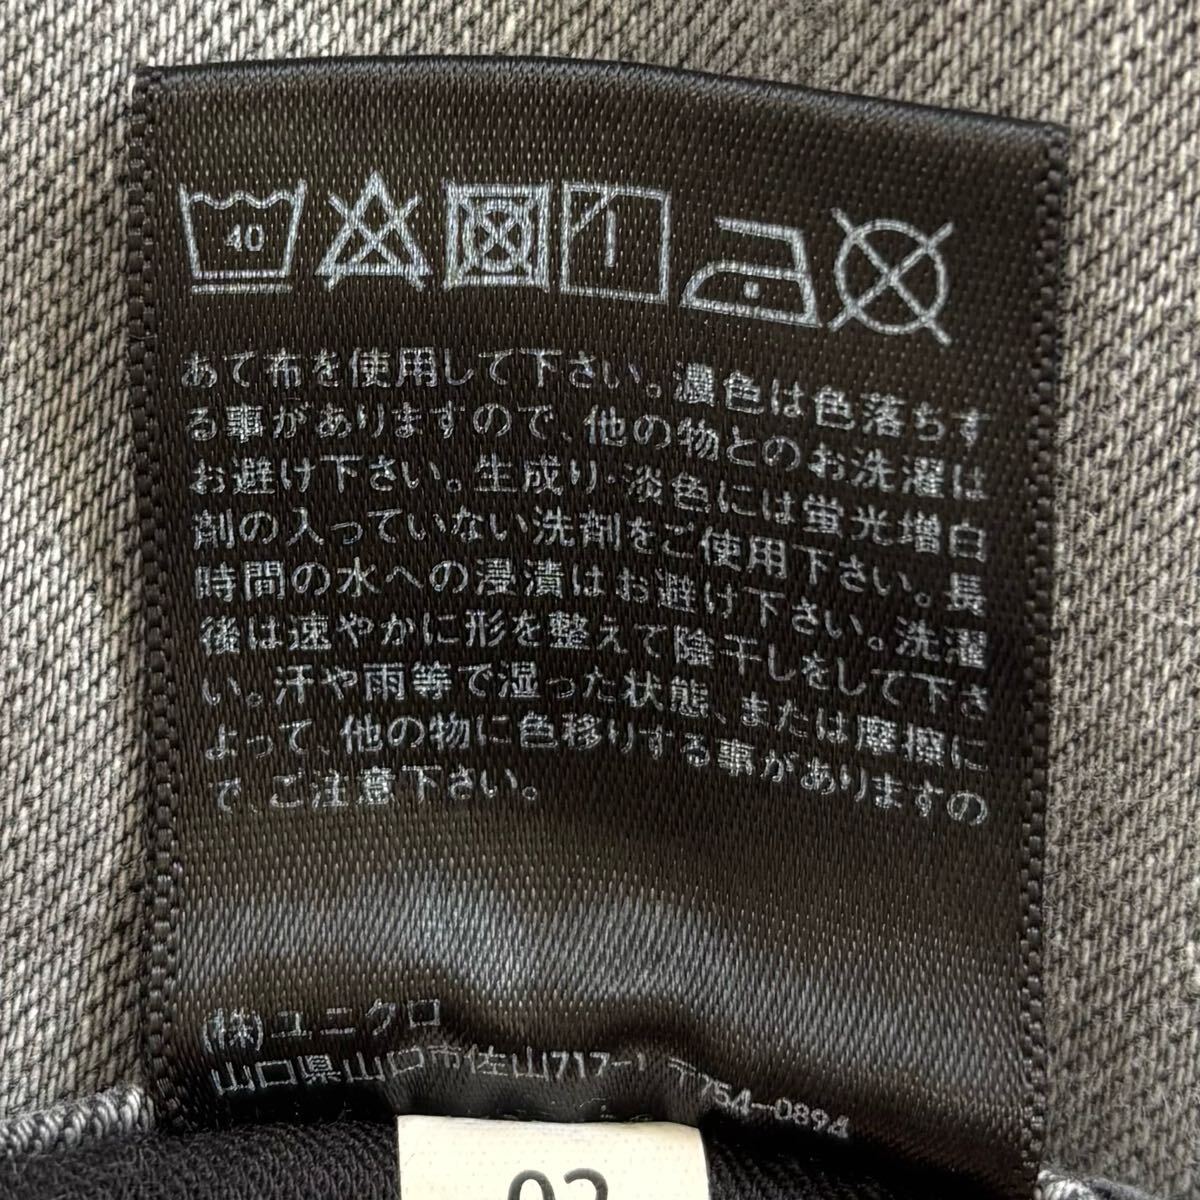 40
あて布を使用して下さい。濃色は色落ちす
る事がありますので、他の物とのお洗濯は
お避け下さい。生成り・淡色には蛍光増白
剤の入っていない洗剤をご使用下さい。長
時間の水への浸漬はお避け下さい。洗濯
後は速やかに形を整えて陰干しをして下さ
い。汗や雨等で湿った状態、または摩擦に
よって、他の物に色移りする事がありますの
で、ご注意下さい。
(株)ユニクロ
山口県山口市佐山717-1 〒754-0894
02